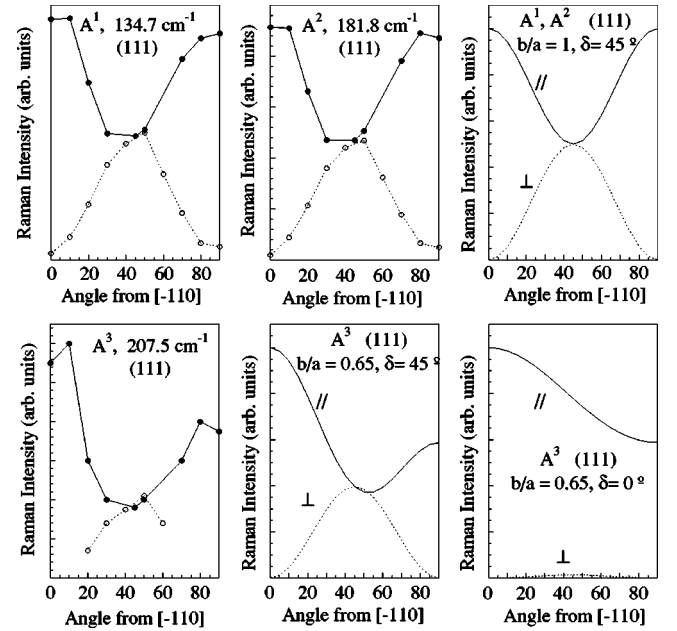 Raman Intensity (arb. units)
A¹, 134.7 cm⁻¹
(111)
0 20 40 60 80
Angle from [-110]
Raman Intensity (arb. units)
A², 181.8 cm⁻¹
(111)
0 20 40 60 80
Angle from [-110]
Raman Intensity (arb. units)
A¹, A² (111)
b/a = 1, δ= 45 º
//
⊥
0 20 40 60 80
Angle from [-110]
Raman Intensity (arb. units)
A³, 207.5 cm⁻¹
(111)
0 20 40 60 80
Angle from [-110]
Raman Intensity (arb. units)
A³ (111)
b/a = 0.65, δ= 45 º
//
⊥
0 20 40 60 80
Angle from [-110]
Raman Intensity (arb. units)
//
A³ (111)
b/a = 0.65, δ= 0 º
⊥
0 20 40 60 80
Angle from [-110]